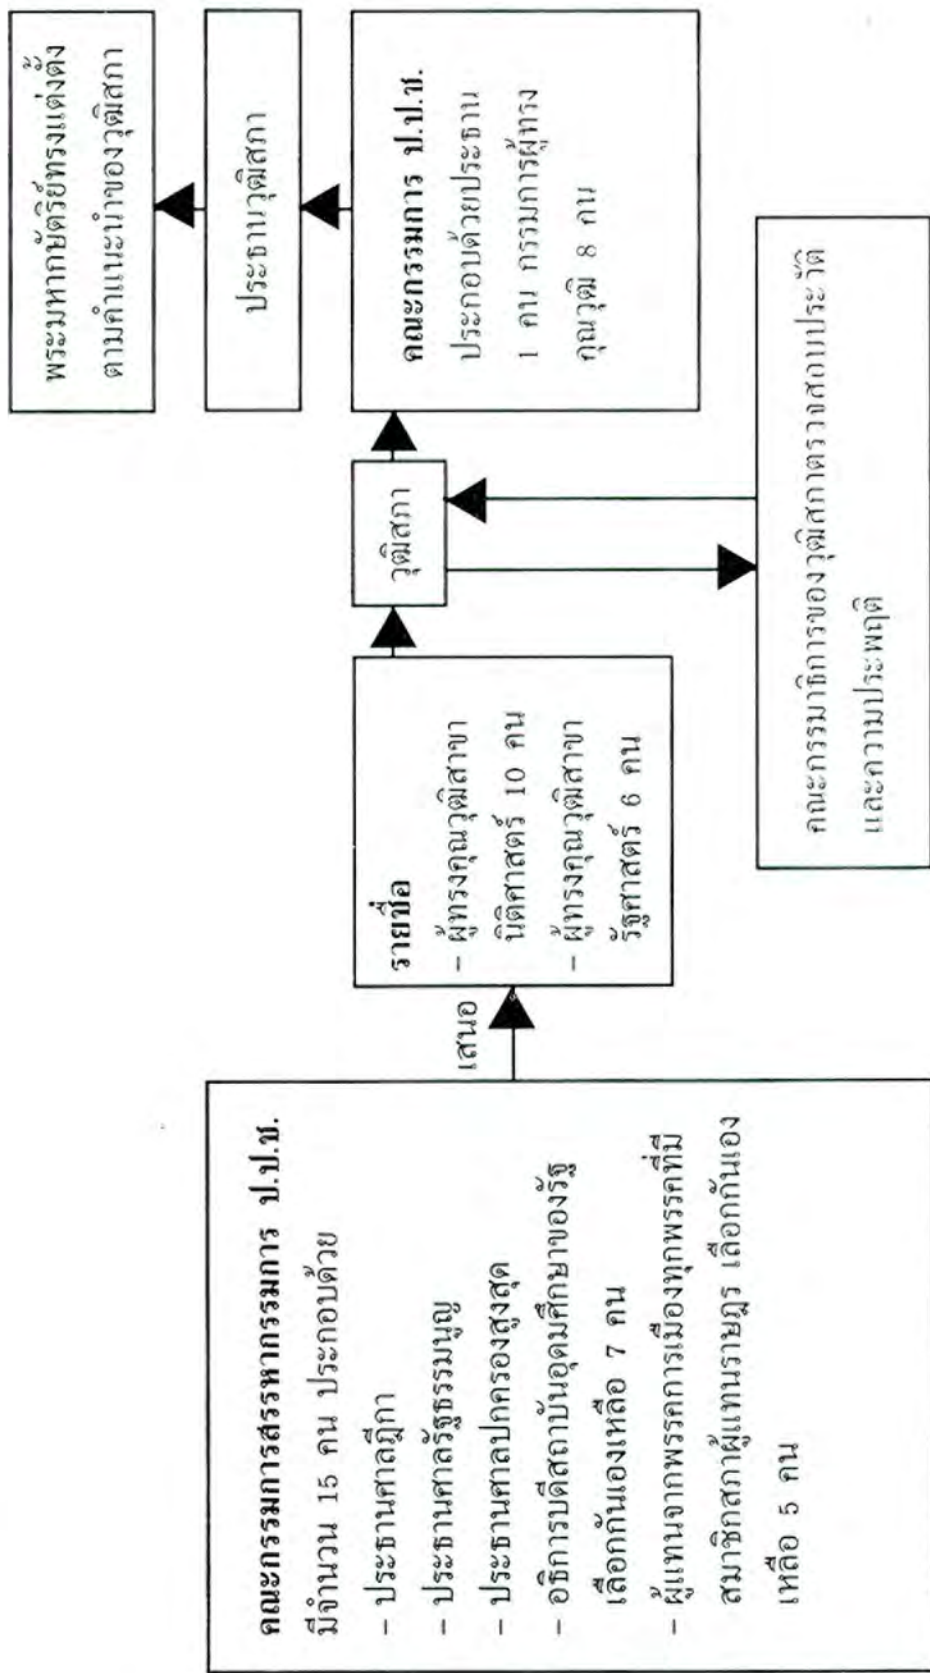 คณะกรรมการสรรหากรรมการ ป.ป.ช.
มีจำนวน 15 คน ประกอบด้วย
– ประธานศาลฎีกา
– ประธานศาลรัฐธรรมนูญ
– ประธานศาลปกครองสูงสุด
– อธิการบดีสถาบันอุดมศึกษาของรัฐ
เลือกกันเองเหลือ 7 คน
– ผู้แทนจากพรรคการเมืองทุกพรรคที่มี
สมาชิกสภาผู้แทนราษฎร เลือกกันเอง
เหลือ 5 คน
เสนอ
รายชื่อ
– ผู้ทรงคุณวุฒิสาขา
นิติศาสตร์ 10 คน
– ผู้ทรงคุณวุฒิสาขา
รัฐศาสตร์ 6 คน
วุฒิสภา
คณะกรรมาธิการของวุฒิสภาตรวจสอบประวัติ
และความประพฤติ
คณะกรรมการ ป.ป.ช.
ประกอบด้วยประธาน
1 คน กรรมการผู้ทรง
คุณวุฒิ 8 คน
ประธานวุฒิสภา
พระมหากษัตริย์ทรงแต่งตั้ง
ตามคำแนะนำของวุฒิสภา